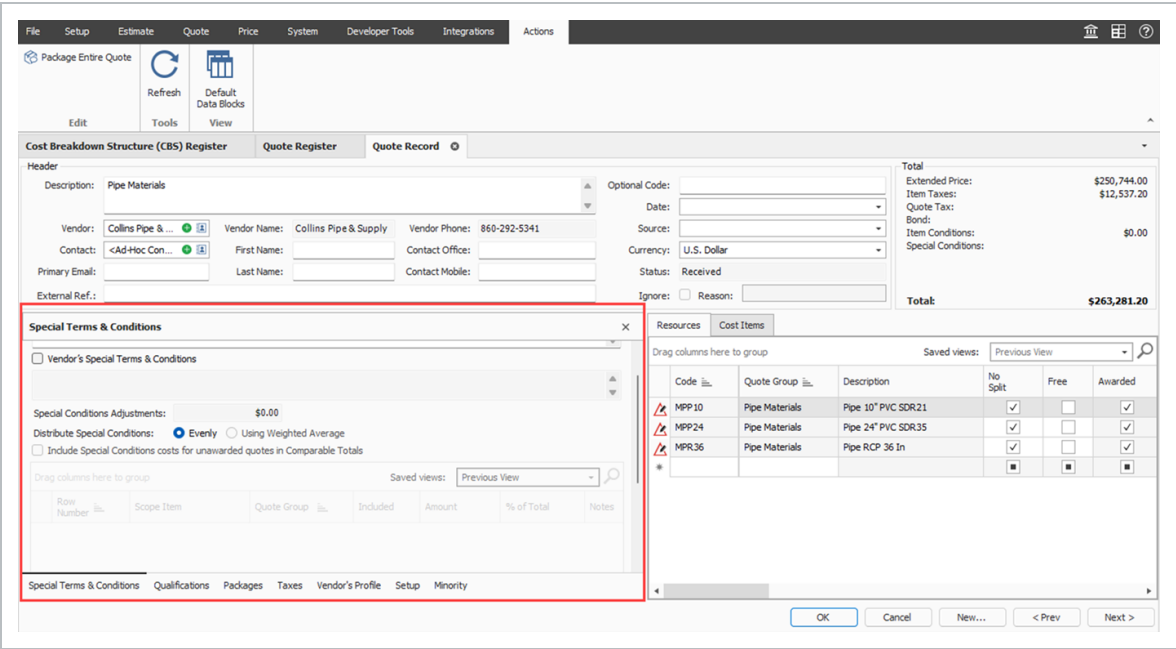 File Setup Estimate Quote Price System Developer Tools Integrations Actions
Package Entire Quote
Refresh
Default Data Blocks
Edit Tools View
Cost Breakdown Structure (CBS) Register Quote Register Quote Record
Header
Description: Pipe Materials
Optional Code:
Date:
Vendor: Collins Pipe & ... Vendor Name: Collins Pipe & Supply Vendor Phone: 860-292-5341 Source:
Contact: <Ad-Hoc Con... First Name: Contact Office: Currency: U.S. Dollar
Primary Email: Last Name: Contact Mobile: Status: Received
External Ref.: Ignore: Reason:
Total
Extended Price: $250,744.00
Item Taxes: $12,537.20
Quote Tax:
Bond:
Item Conditions: $0.00
Special Conditions:
Total: $263,281.20
Special Terms & Conditions
Vendor's Special Terms & Conditions
Special Conditions Adjustments: $0.00
Distribute Special Conditions: Evenly Using Weighted Average
Include Special Conditions costs for unawarded quotes in Comparable Totals
Drag columns here to group Saved views: Previous View
Row Number Scope Item Quote Group Included Amount % of Total Notes
Special Terms & Conditions Qualifications Packages Taxes Vendor's Profile Setup Minority
Resources Cost Items
Drag columns here to group Saved views: Previous View
Code Quote Group Description No Split Free Awarded
MPP10 Pipe Materials Pipe 10" PVC SDR21
MPP24 Pipe Materials Pipe 24" PVC SDR35
MPR36 Pipe Materials Pipe RCP 36 In
OK Cancel New... < Prev Next >